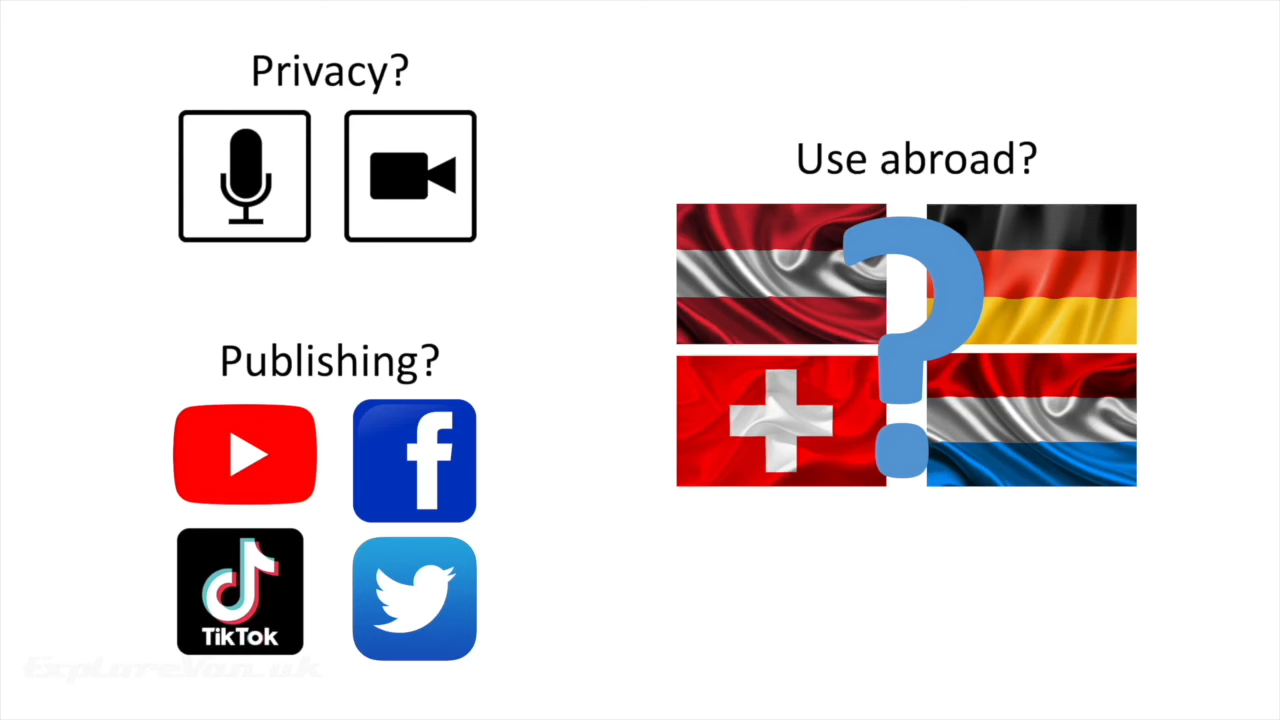 Privacy?
Use abroad?
Publishing?
TikTok
ExploreVan.uk